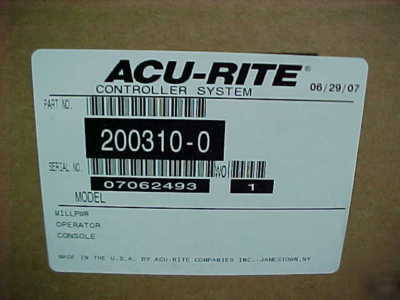 ACU-RITE®
CONTROLLER SYSTEM 06/29/07
PART NO.
200310-0
SERIAL NO. WO
07062493 1
MODEL
MILLPWR
OPERATOR
CONSOLE
MADE IN THE U.S.A. BY ACU-RITE COMPANIES INC.-JAMESTOWN,NY